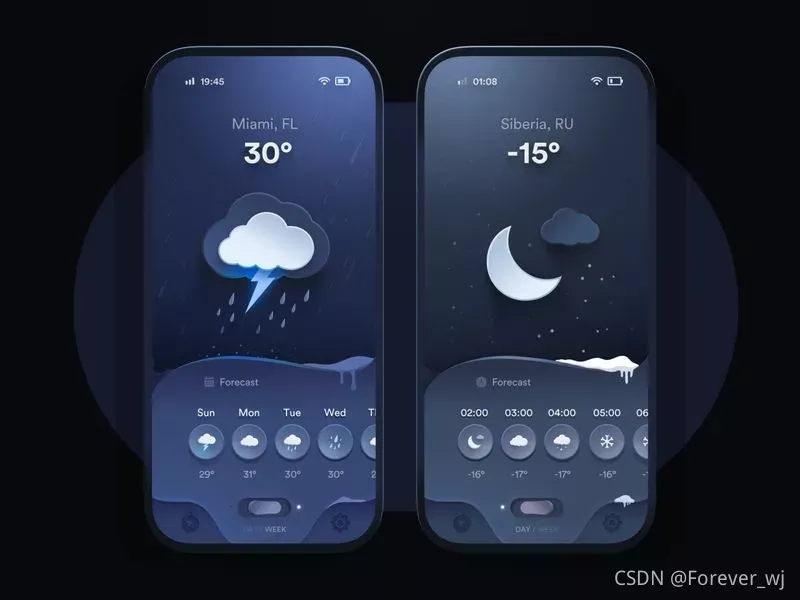 19:45
Miami, FL
30°
Forecast
Sun Mon Tue Wed
29° 31° 30° 30°
WEEK
01:08
Siberia, RU
-15°
Forecast
02:00 03:00 04:00 05:00 06
-16° -17° -17° -16°
DAY / WEEK
CSDN @Forever_wj